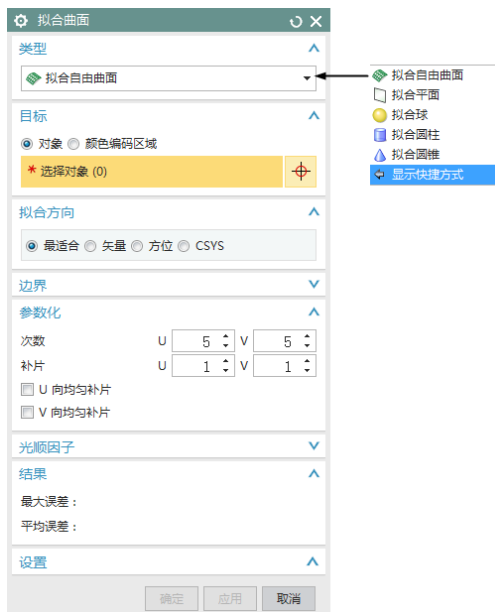 拟合曲面
类型
拟合自由曲面
目标
对象 颜色编码区域
* 选择对象 (0)
拟合方向
最适合 矢量 方位 CSYS
边界
参数化
次数 U 5 V 5
补片 U 1 V 1
U 向均匀补片
V 向均匀补片
光顺因子
结果
最大误差：
平均误差：
设置
确定 应用 取消
拟合自由曲面
拟合平面
拟合球
拟合圆柱
拟合圆锥
显示快捷方式